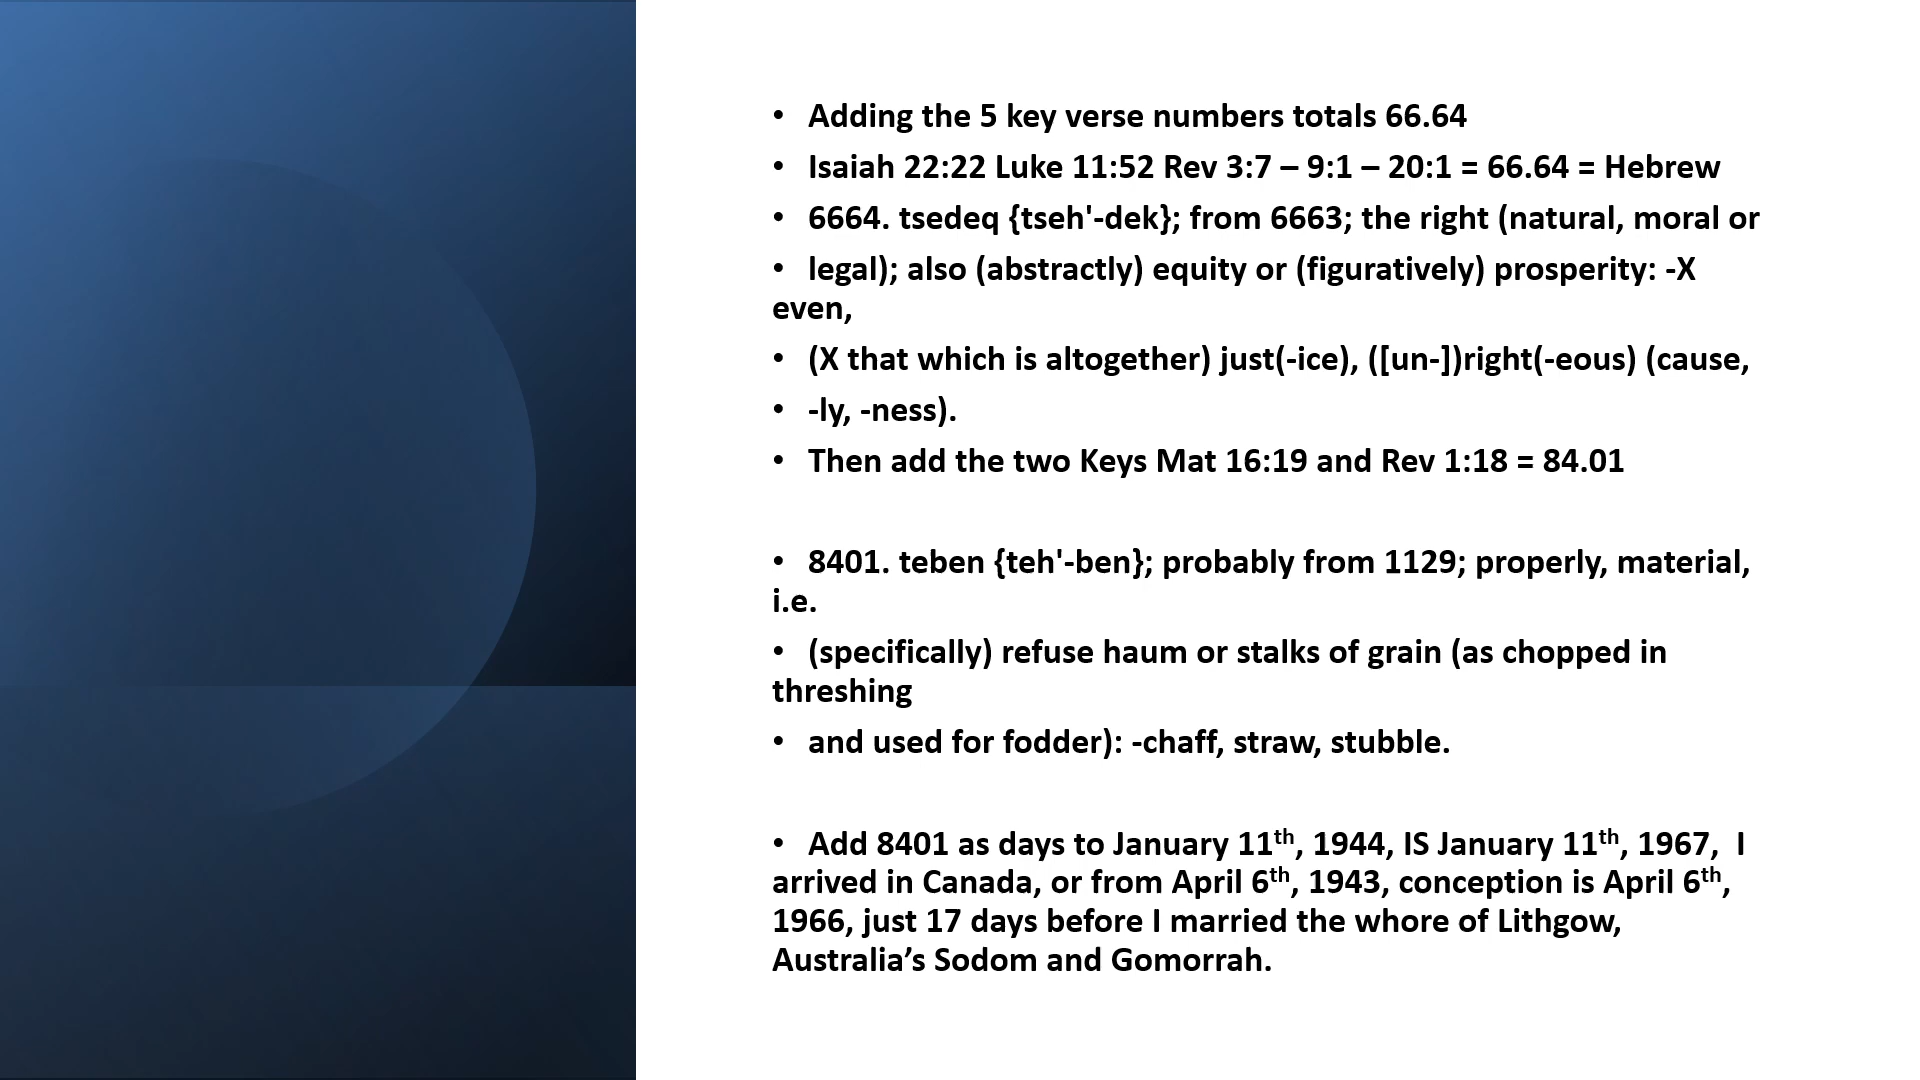 • Adding the 5 key verse numbers totals 66.64
• Isaiah 22:22 Luke 11:52 Rev 3:7 – 9:1 – 20:1 = 66.64 = Hebrew
• 6664. tsedeq {tseh'-dek}; from 6663; the right (natural, moral or
• legal); also (abstractly) equity or (figuratively) prosperity: -X
even,
• (X that which is altogether) just(-ice), ([un-])right(-eous) (cause,
• -ly, -ness).
• Then add the two Keys Mat 16:19 and Rev 1:18 = 84.01
• 8401. teben {teh'-ben}; probably from 1129; properly, material,
i.e.
• (specifically) refuse haum or stalks of grain (as chopped in
threshing
• and used for fodder): -chaff, straw, stubble.
• Add 8401 as days to January 11th, 1944, IS January 11th, 1967, I
arrived in Canada, or from April 6th, 1943, conception is April 6th,
1966, just 17 days before I married the whore of Lithgow,
Australia’s Sodom and Gomorrah.